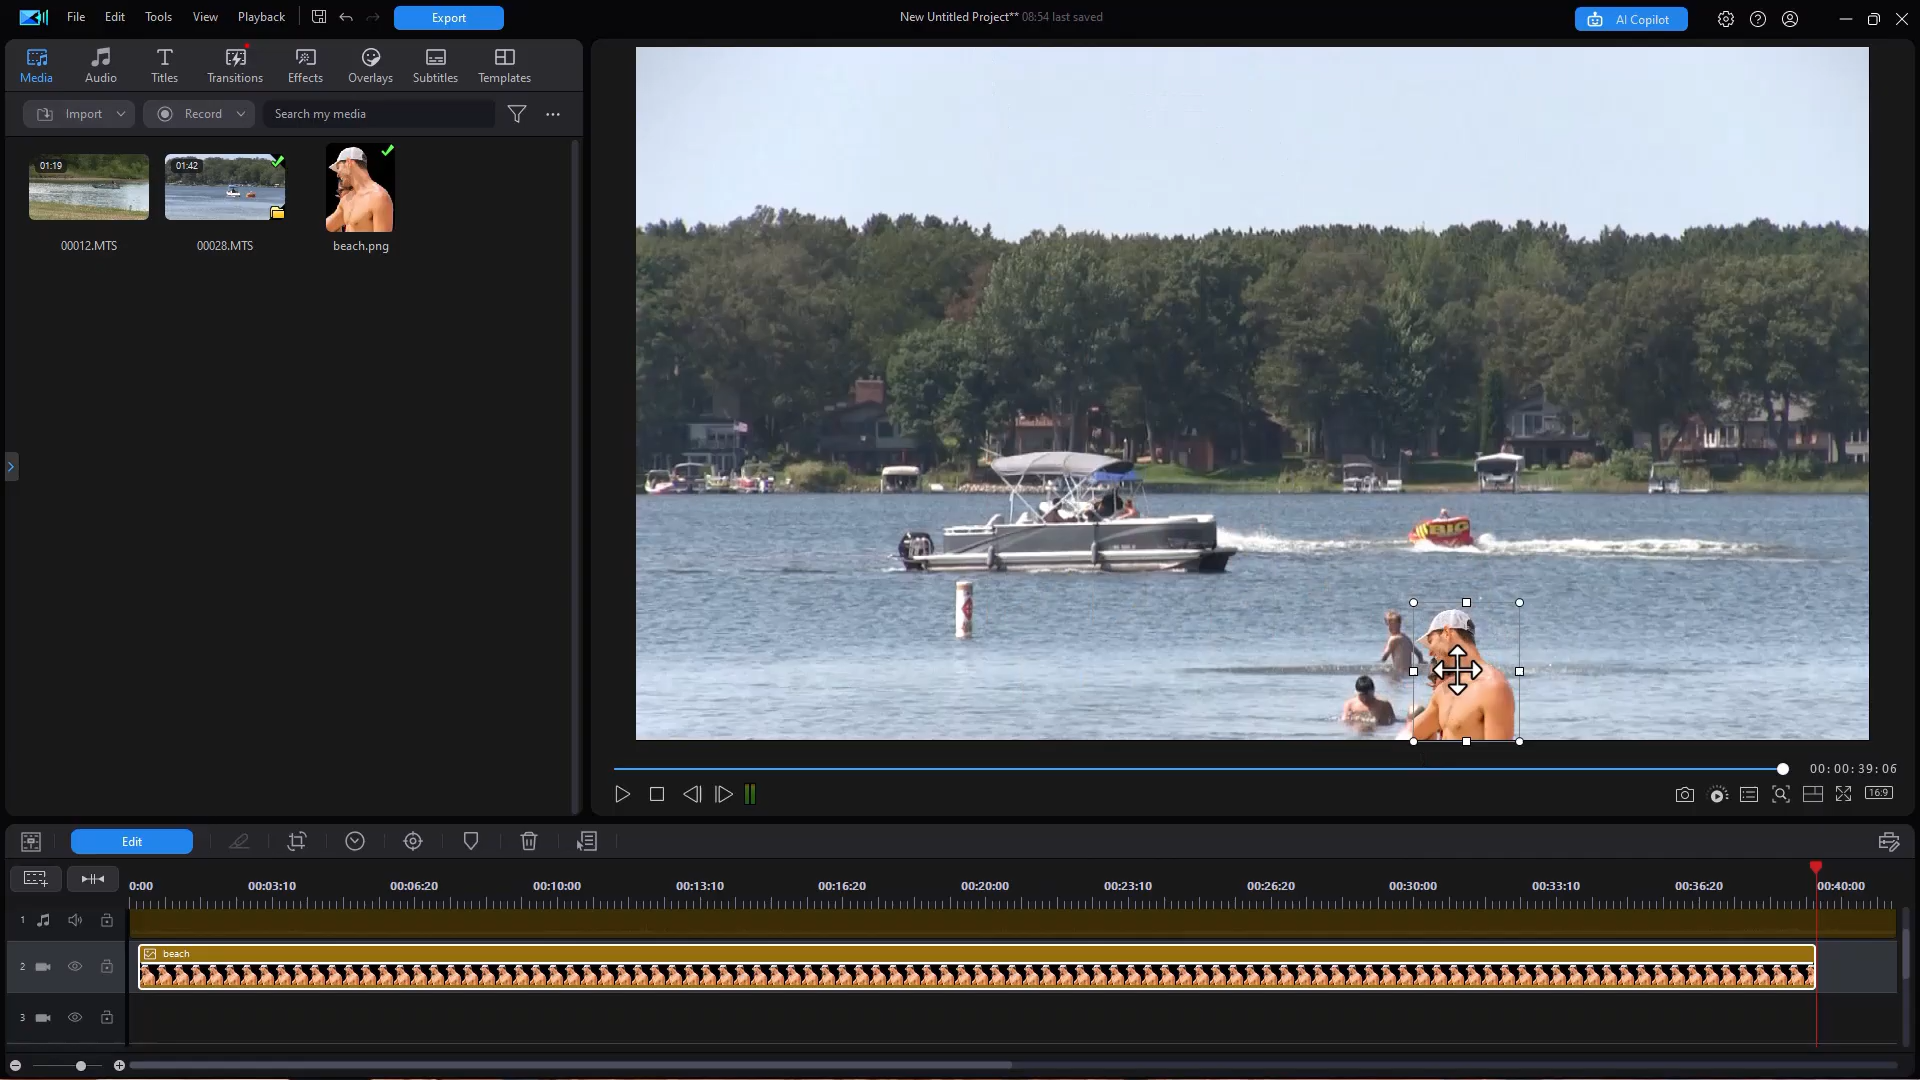 File Edit Tools View Playback Export New Untitled Project** 08:54 last saved AI Copilot
Media Audio Titles Transitions Effects Overlays Subtitles Templates
Import Record Search my media
01:19 01:42
00012.MTS 00028.MTS beach.png
BIG
00:00:39:06
16:9
Edit
0:00 00:03:10 00:06:20 00:10:00 00:13:10 00:16:20 00:20:00 00:23:10 00:26:20 00:30:00 00:33:10 00:36:20 00:40:00
1
2 beach
3